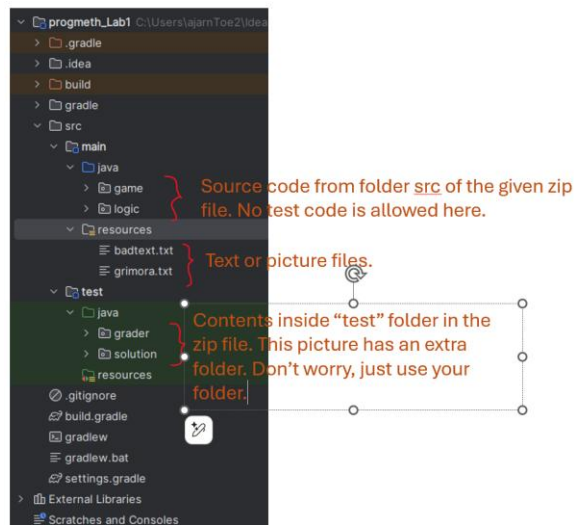 progmeth_Lab1 C:\Users\ajarnToe2\Idea
.gradle
.idea
build
gradle
src
main
java
game
logic
Source code from folder src of the given zip
file. No test code is allowed here.
resources
badtext.txt
grimora.txt
Text or picture files.
test
java
grader
solution
Contents inside “test” folder in the
zip file. This picture has an extra
folder. Don’t worry, just use your
folder.
resources
.gitignore
build.gradle
gradlew
gradlew.bat
settings.gradle
External Libraries
Scratches and Consoles